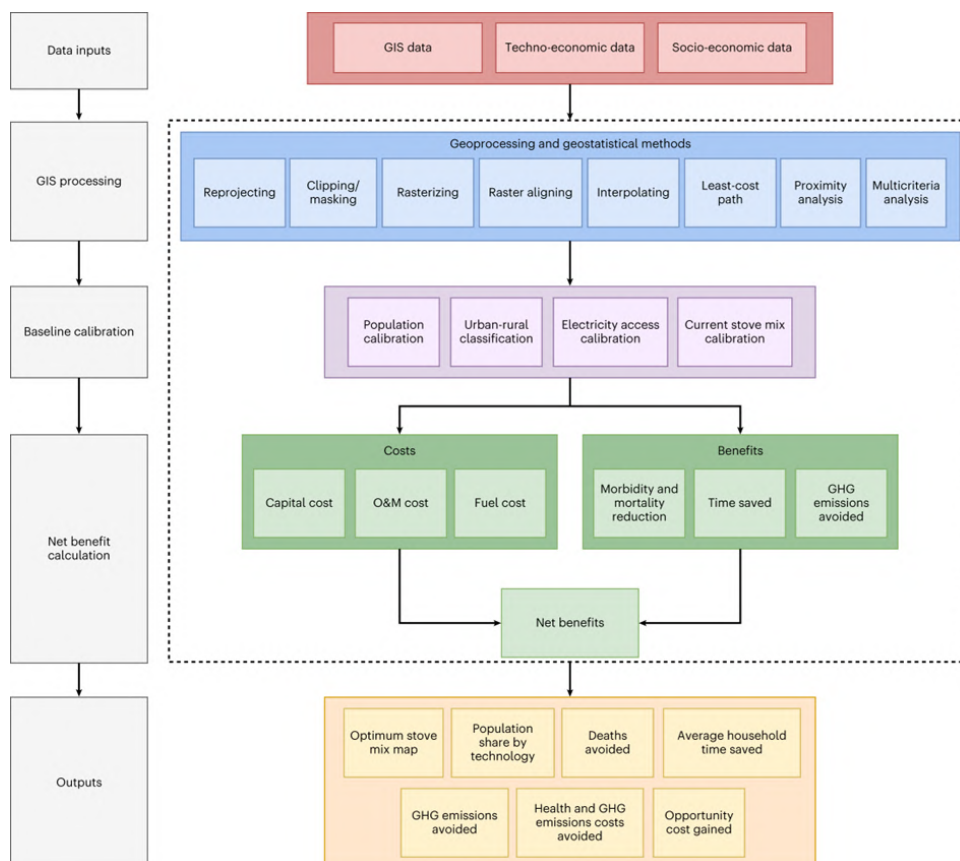 Data inputs
GIS data
Techno-economic data
Socio-economic data
GIS processing
Geoprocessing and geostatistical methods
Reprojecting
Clipping/
masking
Rasterizing
Raster aligning
Interpolating
Least-cost
path
Proximity
analysis
Multicriteria
analysis
Baseline calibration
Population
calibration
Urban-rural
classification
Electricity access
calibration
Current stove mix
calibration
Net benefit
calculation
Costs
Capital cost
O&M cost
Fuel cost
Benefits
Morbidity and
mortality
reduction
Time saved
GHG
emissions
avoided
Net benefits
Outputs
Optimum stove
mix map
Population
share by
technology
Deaths
avoided
Average household
time saved
GHG emissions
avoided
Health and GHG
emissions costs
avoided
Opportunity
cost gained